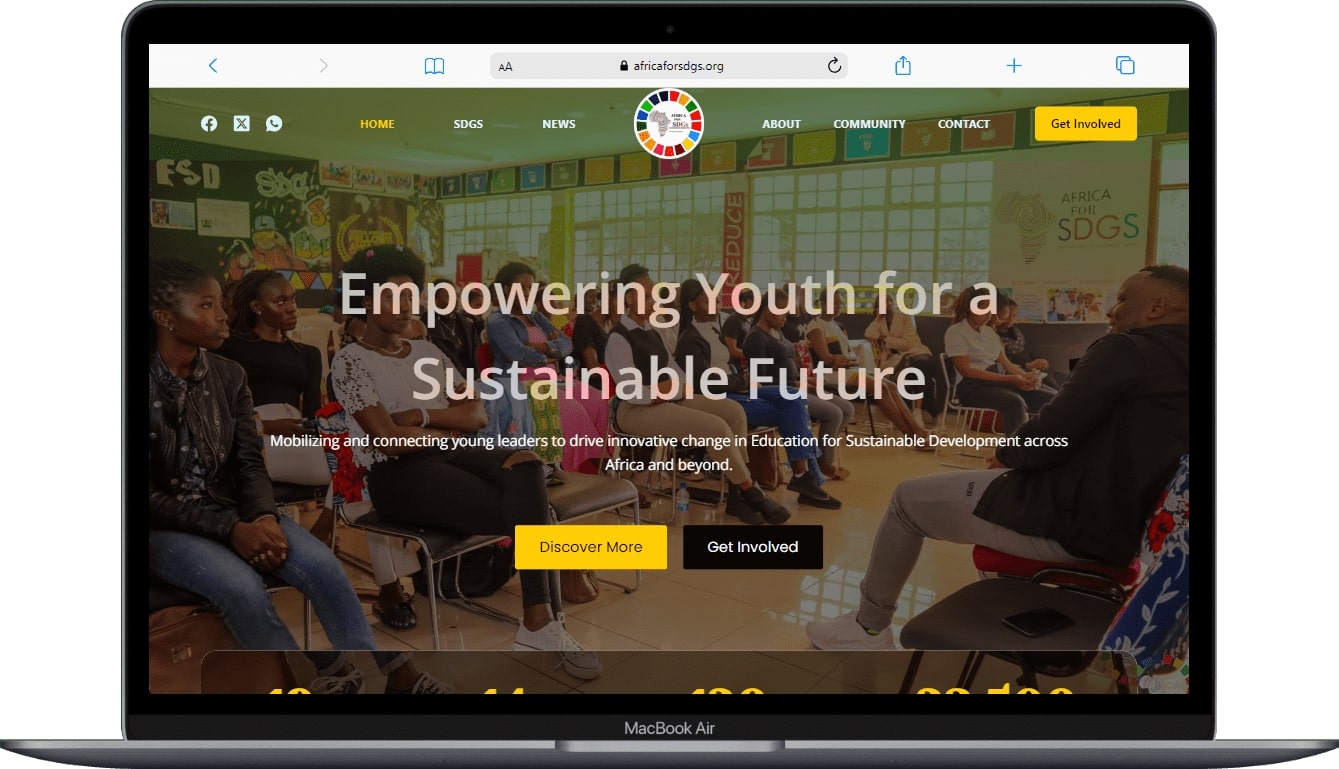 AA
africaforsdgs.org
HOME
SDGS
NEWS
AFRICA
FOR
SDGs
ABOUT
COMMUNITY
CONTACT
Get Involved
ESD
SDG
AFRICA
FOR
SDGS
REDUCE
Empowering Youth for a
Sustainable Future
Mobilizing and connecting young leaders to drive innovative change in Education for Sustainable Development across
Africa and beyond.
Discover More
Get Involved
MacBook Air